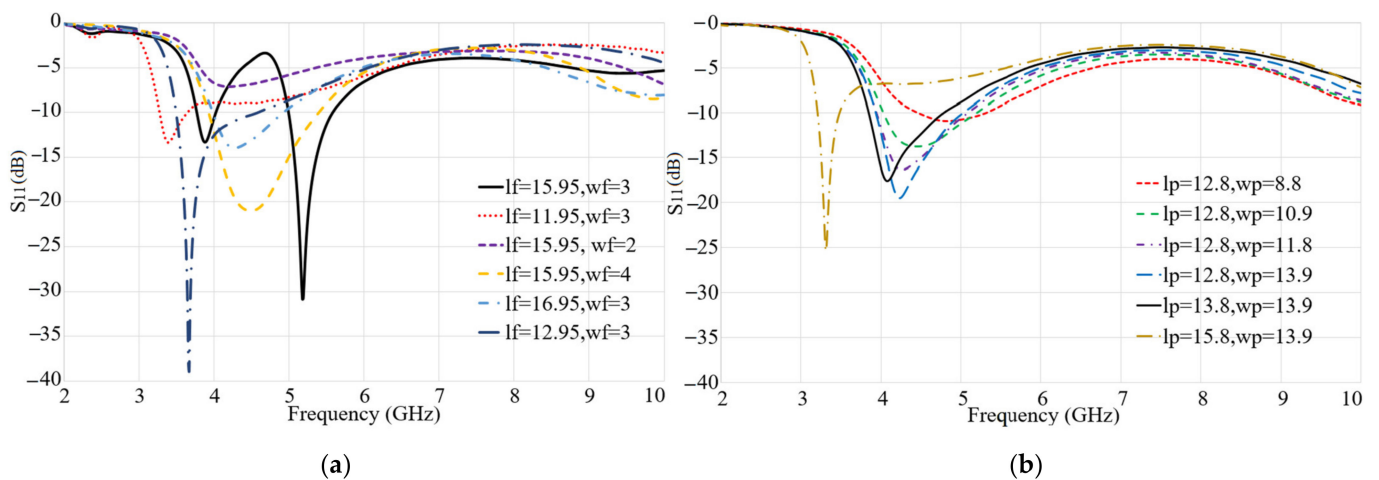 0
−5
−10
−15
−20
−25
−30
−35
−40
S11(dB)
2 3 4 5 6 7 8 9 10
Frequency (GHz)
lf=15.95,wf=3
lf=11.95,wf=3
lf=15.95, wf=2
lf=15.95,wf=4
lf=16.95,wf=3
lf=12.95,wf=3
(a)
−0
−5
−10
−15
−20
−25
−30
−35
−40
S11(dB)
2 3 4 5 6 7 8 9 10
Frequency (GHz)
lp=12.8,wp=8.8
lp=12.8,wp=10.9
lp=12.8,wp=11.8
lp=12.8,wp=13.9
lp=13.8,wp=13.9
lp=15.8,wp=13.9
(b)